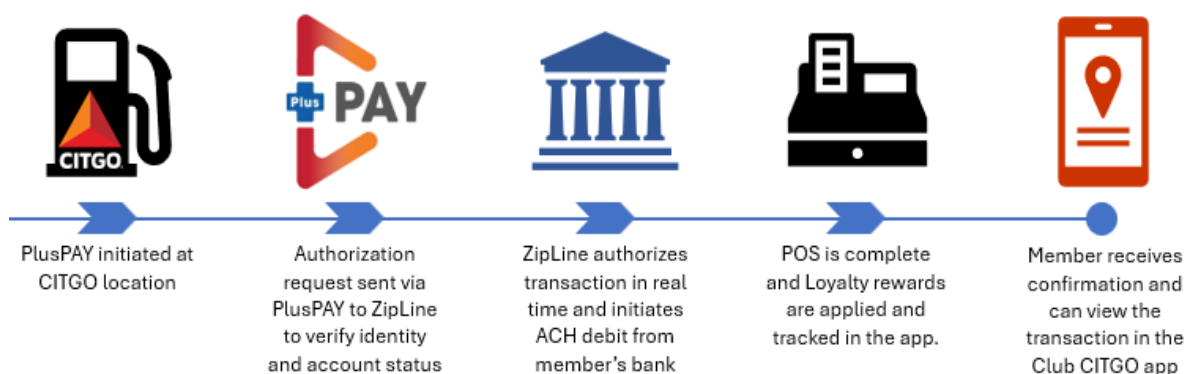 CITGO
Plus PAY
PlusPAY initiated at
CITGO location
Authorization
request sent via
PlusPAY to ZipLine
to verify identity
and account status
ZipLine authorizes
transaction in real
time and initiates
ACH debit from
member's bank
POS is complete
and Loyalty rewards
are applied and
tracked in the app.
Member receives
confirmation and
can view the
transaction in the
Club CITGO app